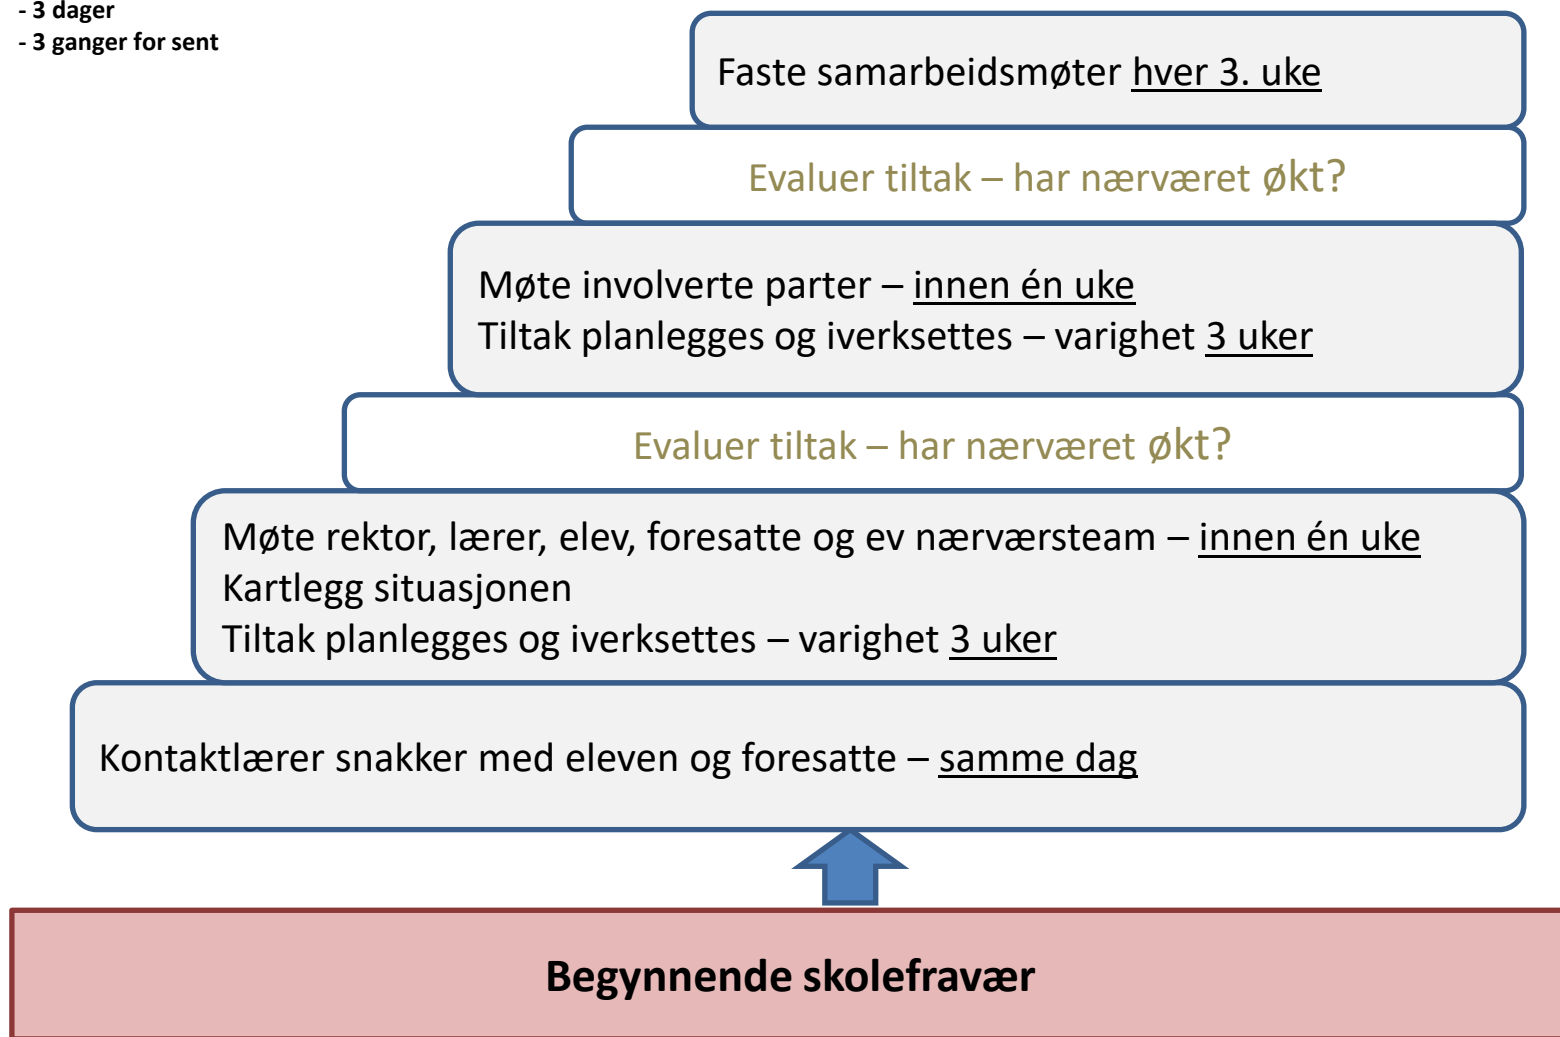 - 3 dager
- 3 ganger for sent
Faste samarbeidsmøter hver 3. uke
Evaluer tiltak – har nærværet økt?
Møte involverte parter – innen én uke
Tiltak planlegges og iverksettes – varighet 3 uker
Evaluer tiltak – har nærværet økt?
Møte rektor, lærer, elev, foresatte og ev nærværsteam – innen én uke
Kartlegg situasjonen
Tiltak planlegges og iverksettes – varighet 3 uker
Kontaktlærer snakker med eleven og foresatte – samme dag
Begynnende skolefravær